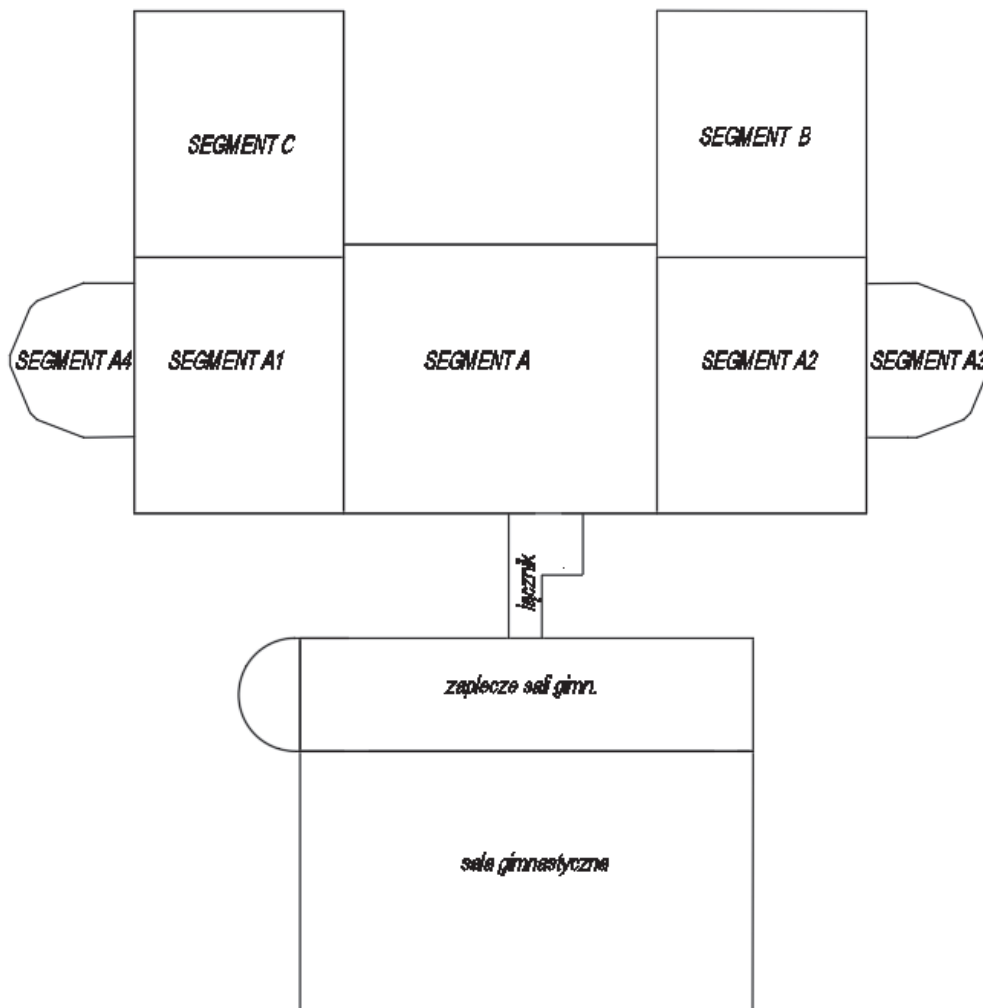 SEGMENT C
SEGMENT B
SEGMENT A4
SEGMENT A1
SEGMENT A
SEGMENT A2
SEGMENT A3
łącznik
zaplecze sali gimn.
sala gimnastyczna